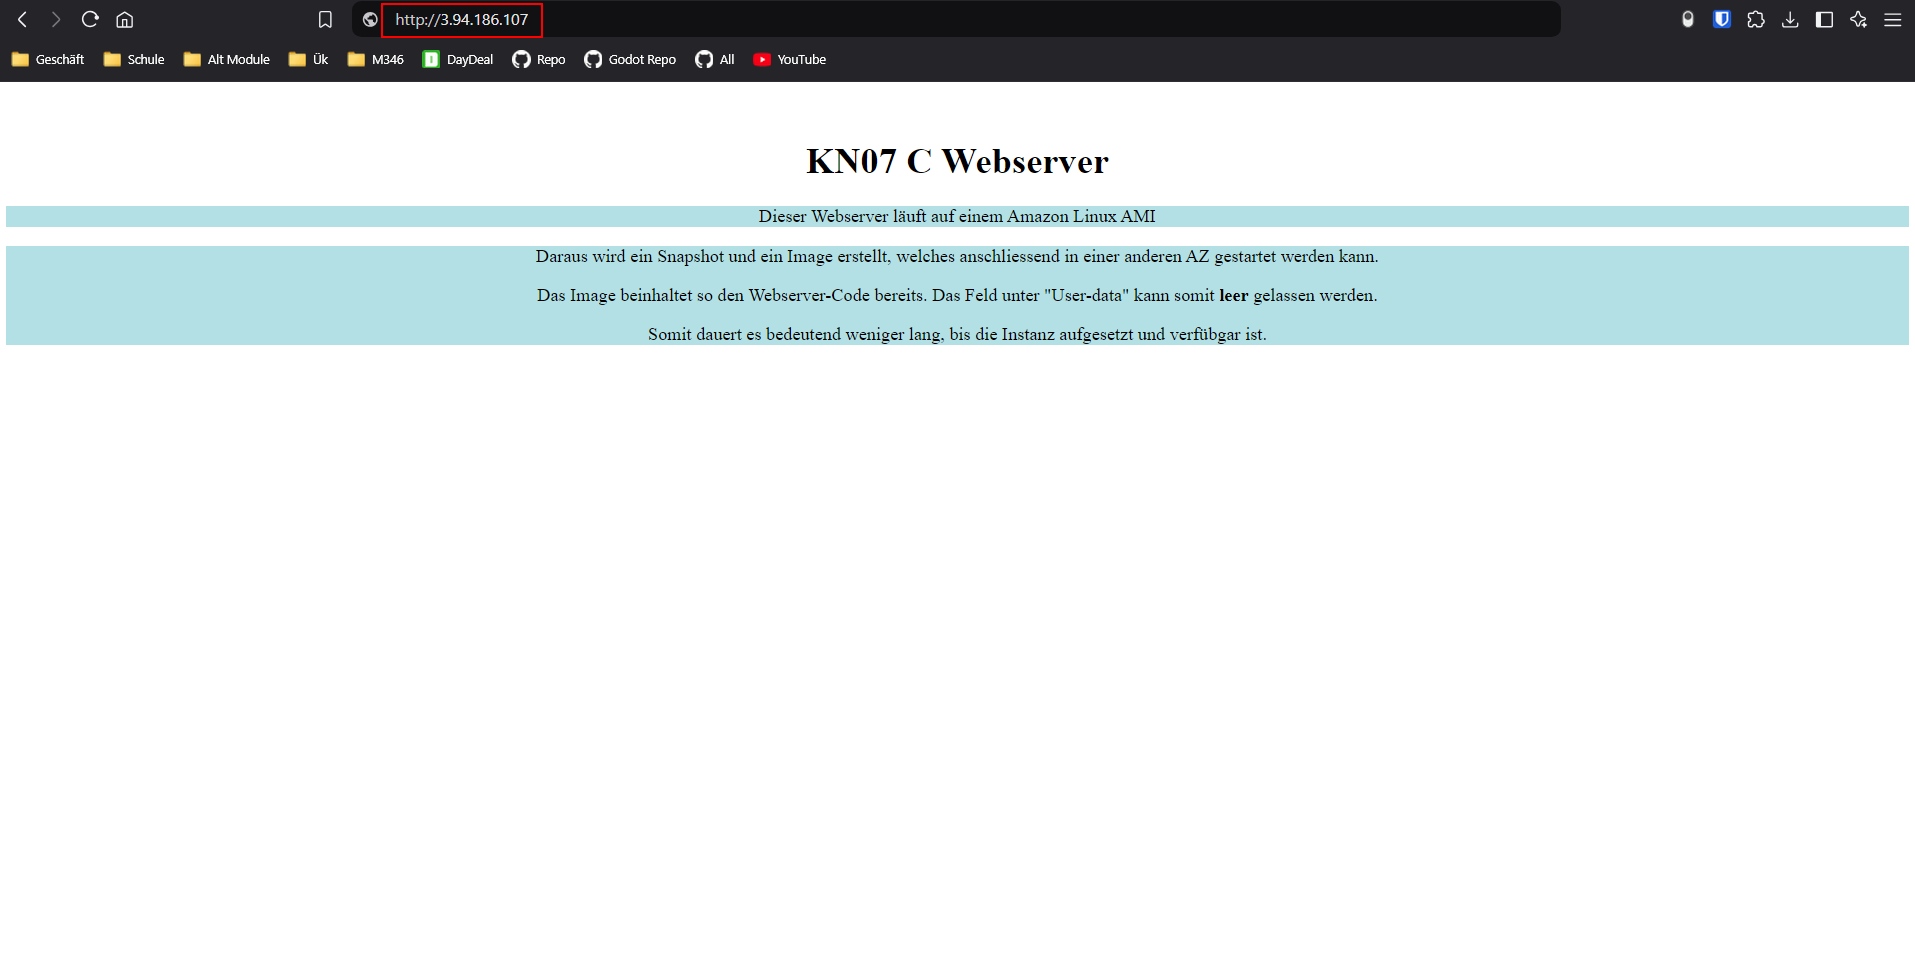 http://3.94.186.107
Geschäft Schule Alt Module Ük M346 DayDeal Repo Godot Repo All YouTube
KN07 C Webserver
Dieser Webserver läuft auf einem Amazon Linux AMI
Daraus wird ein Snapshot und ein Image erstellt, welches anschliessend in einer anderen AZ gestartet werden kann.
Das Image beinhaltet so den Webserver-Code bereits. Das Feld unter "User-data" kann somit leer gelassen werden.
Somit dauert es bedeutend weniger lang, bis die Instanz aufgesetzt und verfübgar ist.